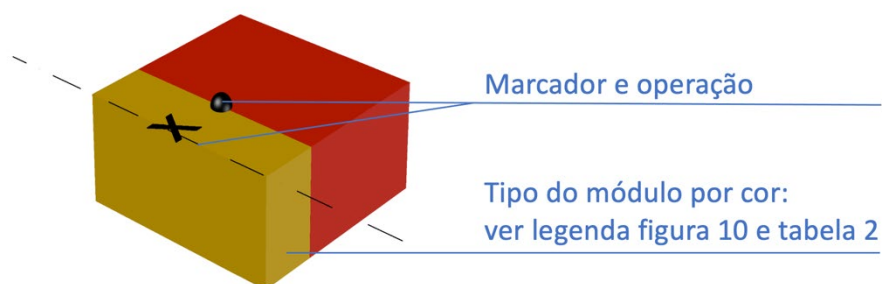 Marcador e operação
Tipo do módulo por cor:
ver legenda figura 10 e tabela 2